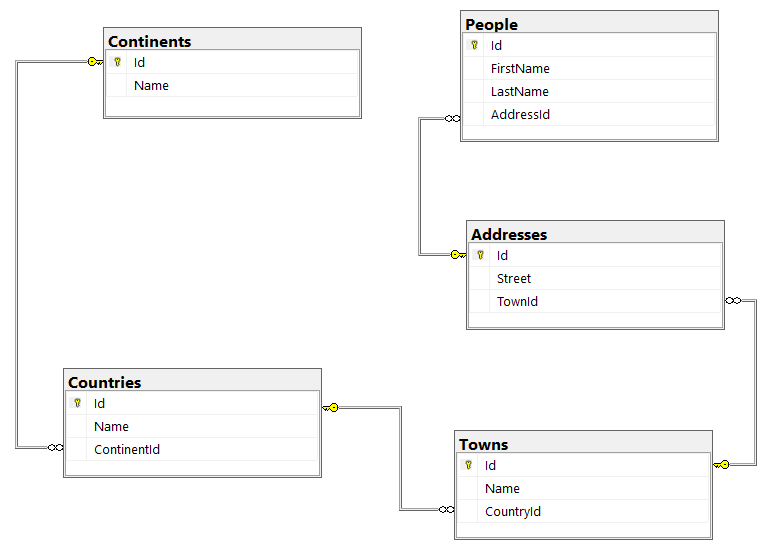 Continents
Id
Name
People
Id
FirstName
LastName
AddressId
Addresses
Id
Street
TownId
Countries
Id
Name
ContinentId
Towns
Id
Name
CountryId